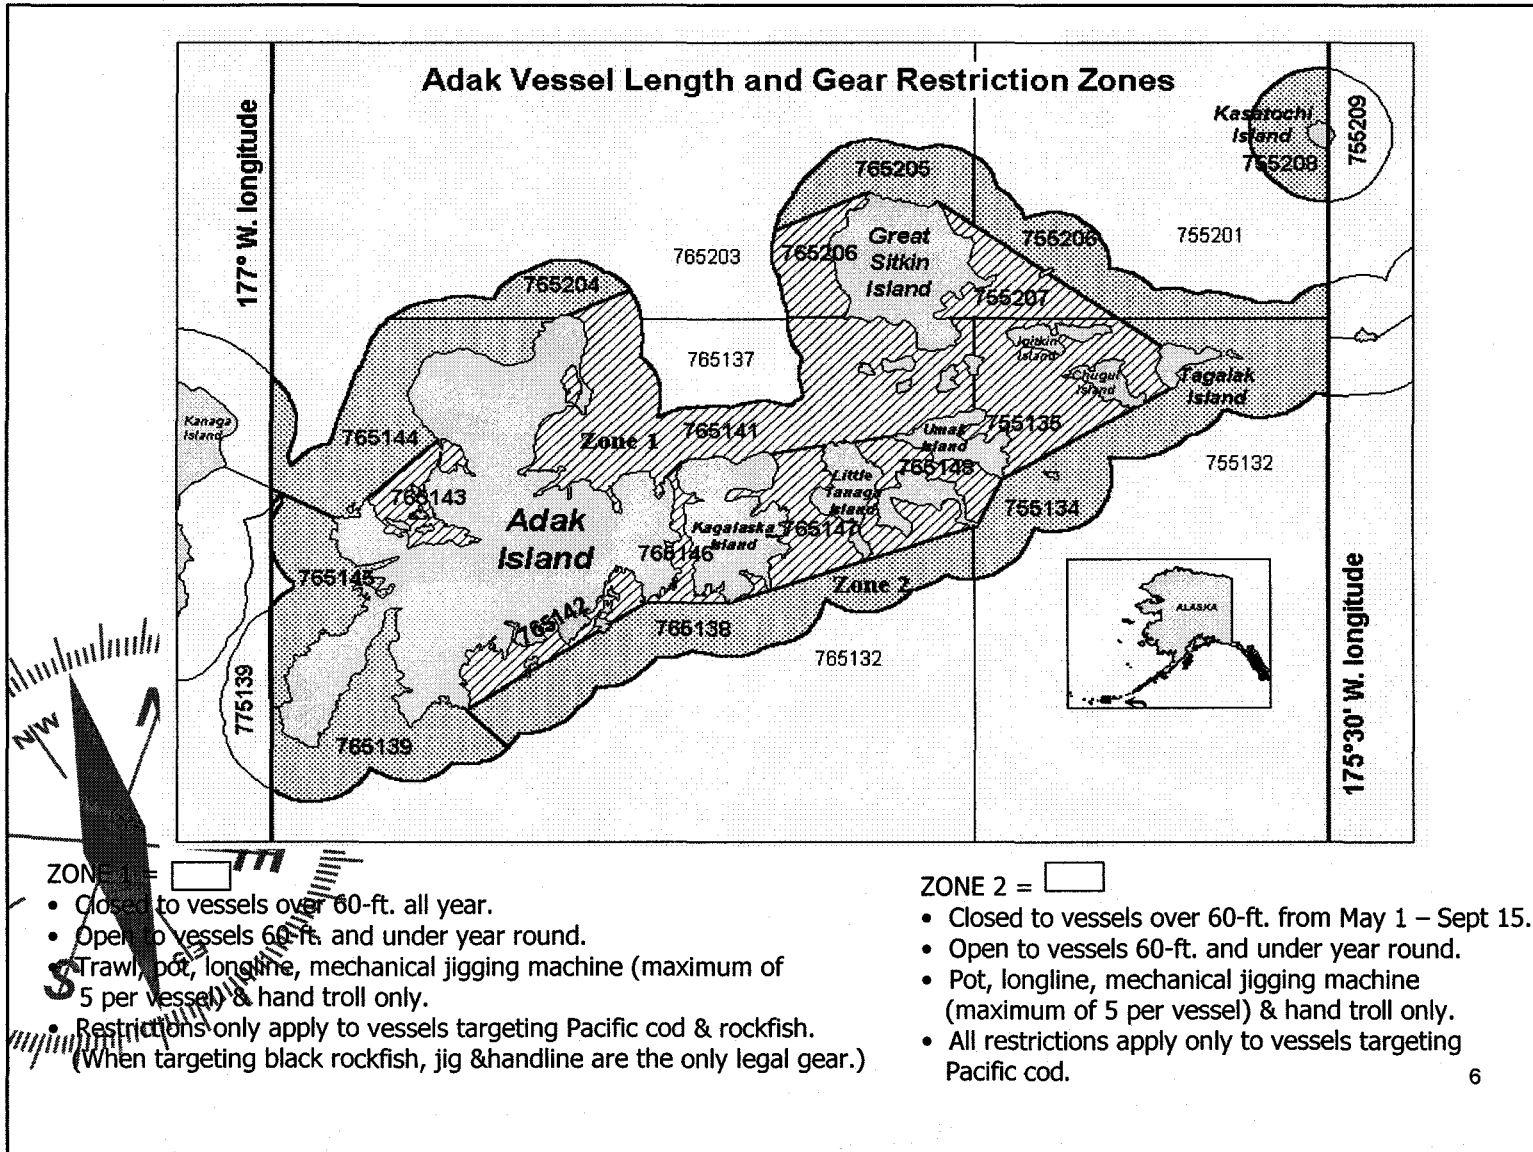 Adak Vessel Length and Gear Restriction Zones
177° W. longitude
Kasatochi
Island
755208
755209
765205
Great
Sitkin
Island
765206
755206
755201
765203
765204
755207
765137
Chugul
Island
Tagalak
Island
Kanaga
Island
765144
Zone 1
765141
Umak
Island
755135
755132
765143
Little
Tanaga
Island
765148
755134
Adak
Island
Kagalaska
Island
765147
765146
765145
Zone 2
765142
765138
765132
ALASKA
775139
765139
175°30' W. longitude
NW
ZONE 1 =
• Closed to vessels over 60-ft. all year.
• Open to vessels 60-ft. and under year round.
• Trawl, pot, longline, mechanical jigging machine (maximum of
5 per vessel) & hand troll only.
• Restrictions only apply to vessels targeting Pacific cod & rockfish.
(When targeting black rockfish, jig &handline are the only legal gear.)
S
E
ZONE 2 =
• Closed to vessels over 60-ft. from May 1 – Sept 15.
• Open to vessels 60-ft. and under year round.
• Pot, longline, mechanical jigging machine
(maximum of 5 per vessel) & hand troll only.
• All restrictions apply only to vessels targeting
Pacific cod.
6